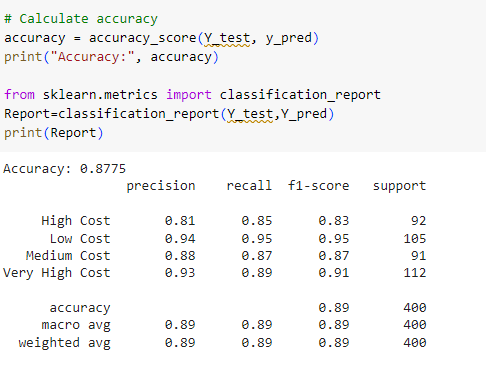 # Calculate accuracy
accuracy = accuracy_score(Y_test, y_pred)
print("Accuracy:", accuracy)
from sklearn.metrics import classification_report
Report=classification_report(Y_test,Y_pred)
print(Report)
Accuracy: 0.8775
precision recall f1-score support
High Cost 0.81 0.85 0.83 92
Low Cost 0.94 0.95 0.95 105
Medium Cost 0.88 0.87 0.87 91
Very High Cost 0.93 0.89 0.91 112
accuracy 0.89 400
macro avg 0.89 0.89 0.89 400
weighted avg 0.89 0.89 0.89 400